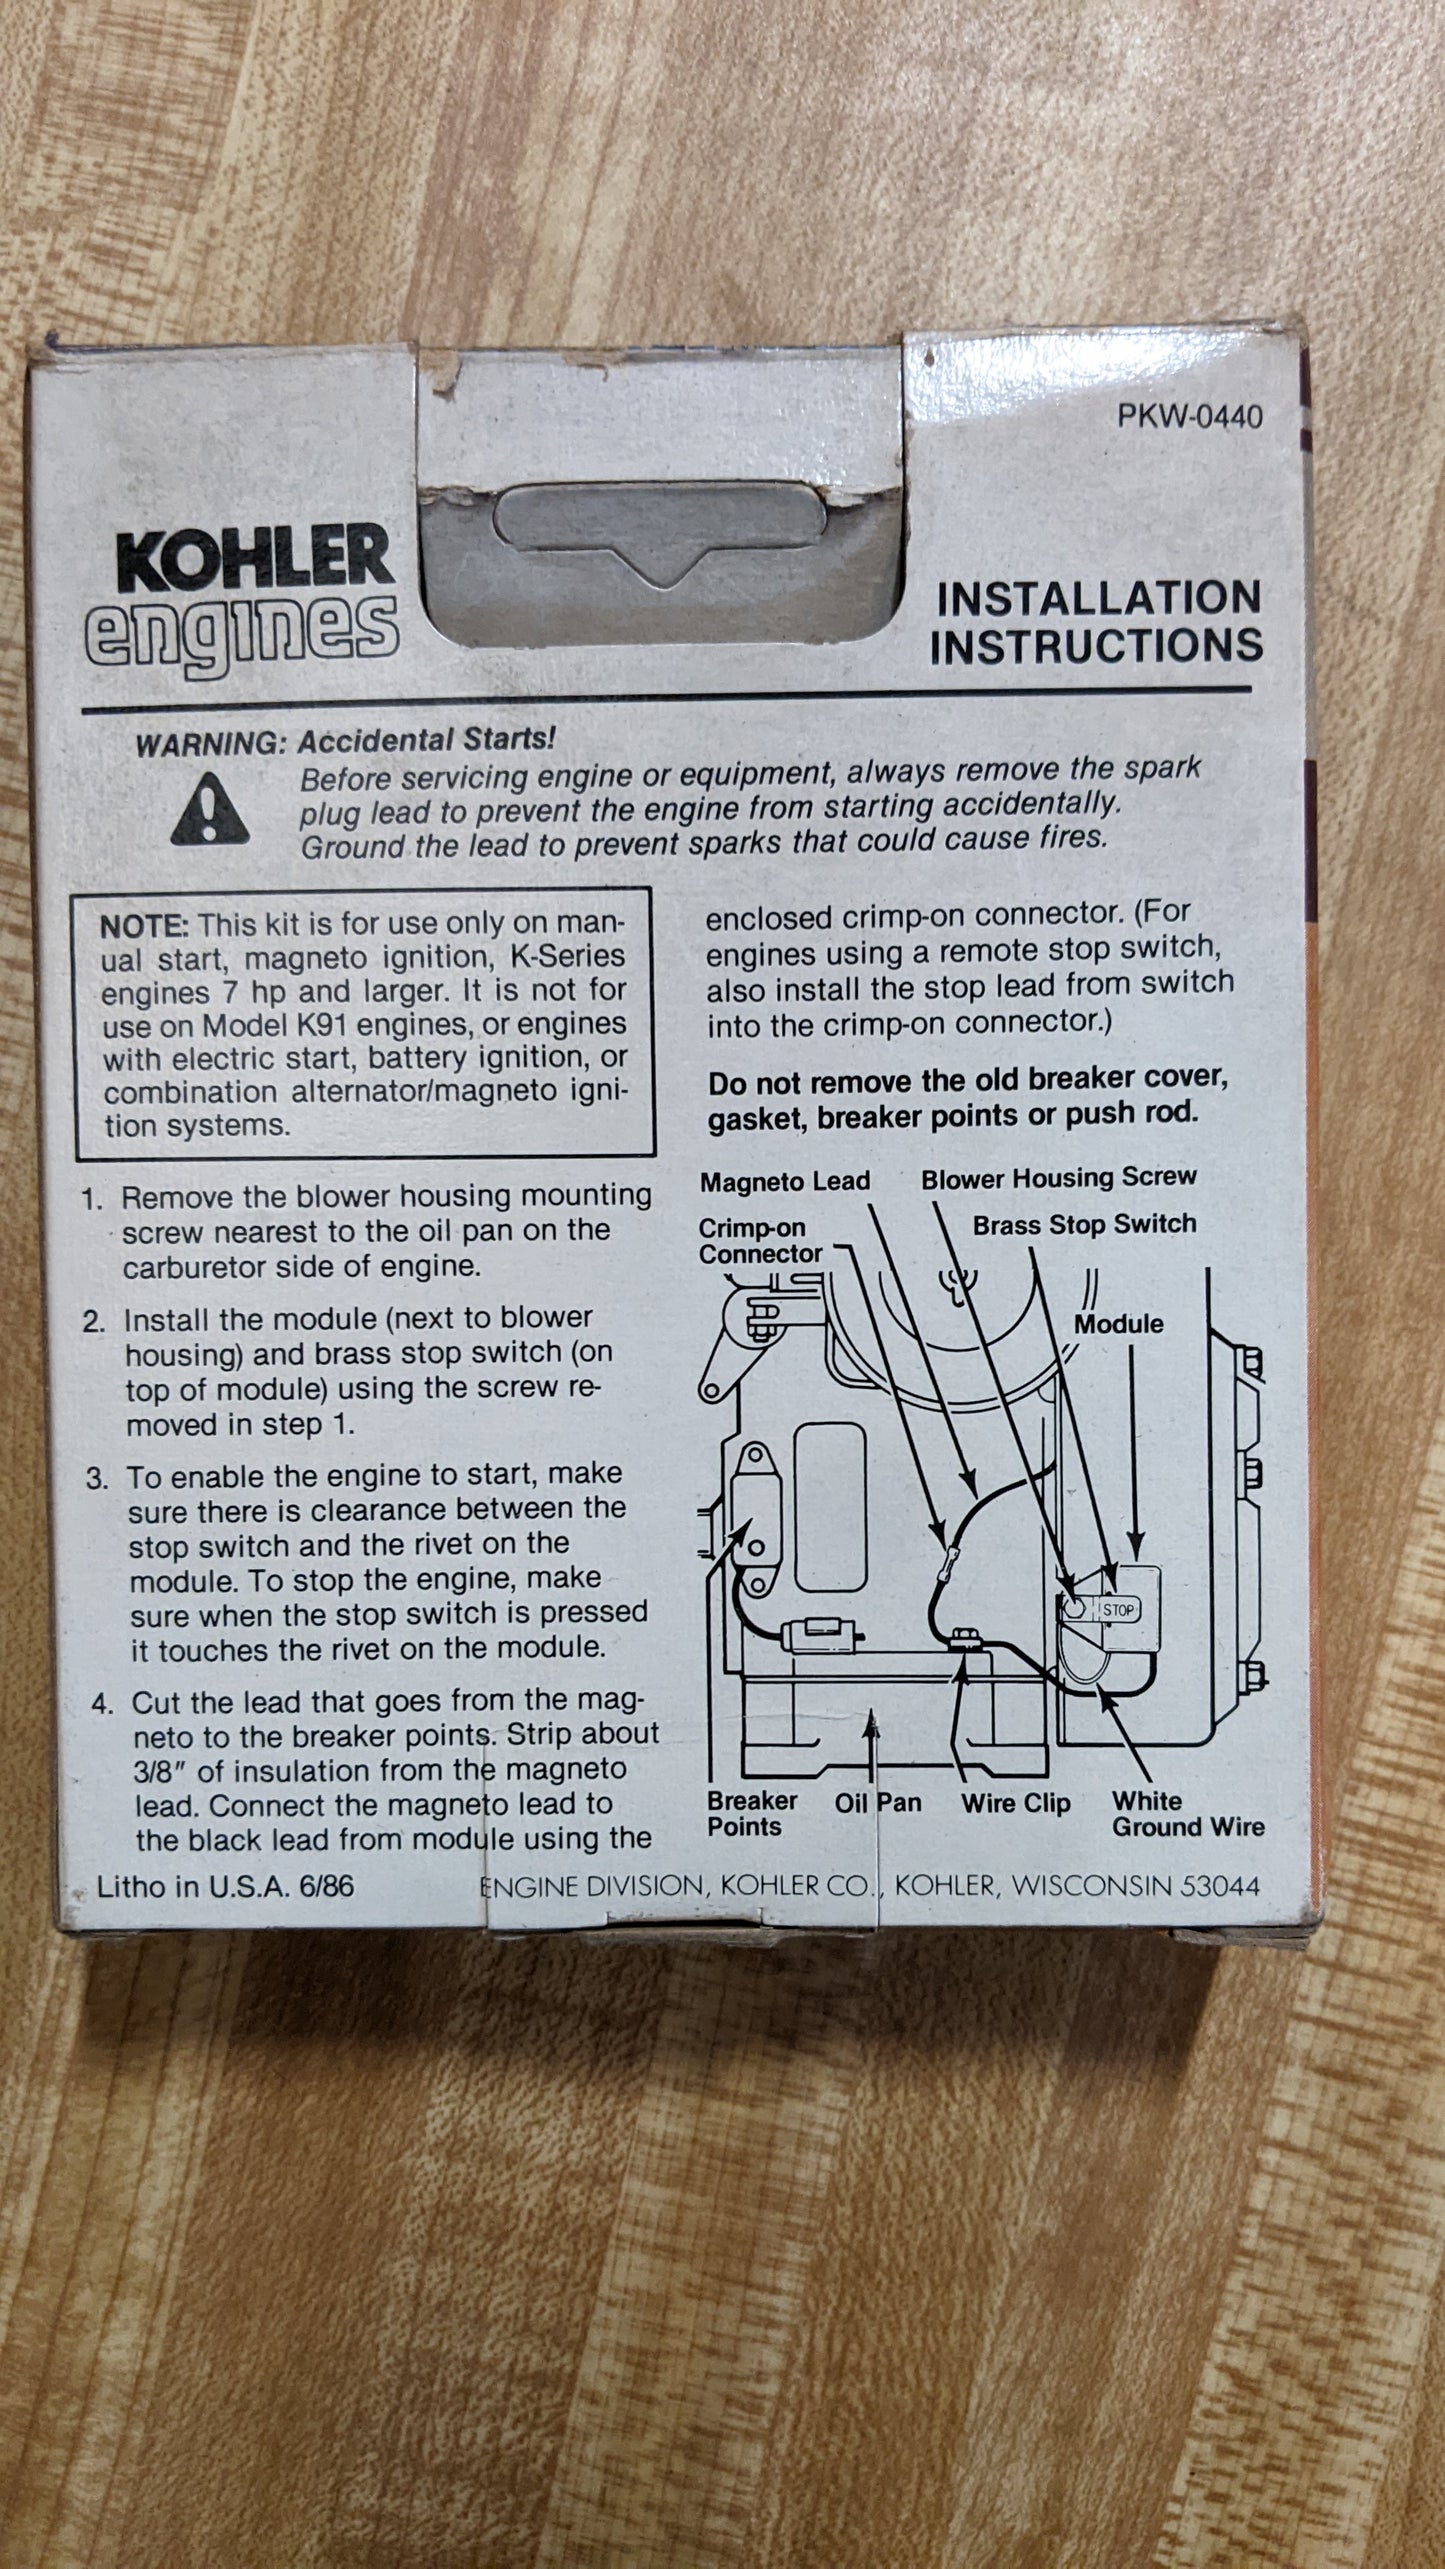 PKW-0440
KOHLER
engines
INSTALLATION
INSTRUCTIONS
WARNING: Accidental Starts!
Before servicing engine or equipment, always remove the spark
plug lead to prevent the engine from starting accidentally.
Ground the lead to prevent sparks that could cause fires.
NOTE: This kit is for use only on man-
ual start, magneto ignition, K-Series
engines 7 hp and larger. It is not for
use on Model K91 engines, or engines
with electric start, battery ignition, or
combination alternator/magneto igni-
tion systems.
1. Remove the blower housing mounting
screw nearest to the oil pan on the
carburetor side of engine.
2. Install the module (next to blower
housing) and brass stop switch (on
top of module) using the screw re-
moved in step 1.
3. To enable the engine to start, make
sure there is clearance between the
stop switch and the rivet on the
module. To stop the engine, make
sure when the stop switch is pressed
it touches the rivet on the module.
4. Cut the lead that goes from the mag-
neto to the breaker points. Strip about
3/8" of insulation from the magneto
lead. Connect the magneto lead to
the black lead from module using the
enclosed crimp-on connector. (For
engines using a remote stop switch,
also install the stop lead from switch
into the crimp-on connector.)
Do not remove the old breaker cover,
gasket, breaker points or push rod.
Magneto Lead
Blower Housing Screw
Crimp-on
Connector
Brass Stop Switch
Module
STOP
Breaker
Points
Oil Pan
Wire Clip
White
Ground Wire
Litho in U.S.A. 6/86
ENGINE DIVISION, KOHLER CO., KOHLER, WISCONSIN 53044